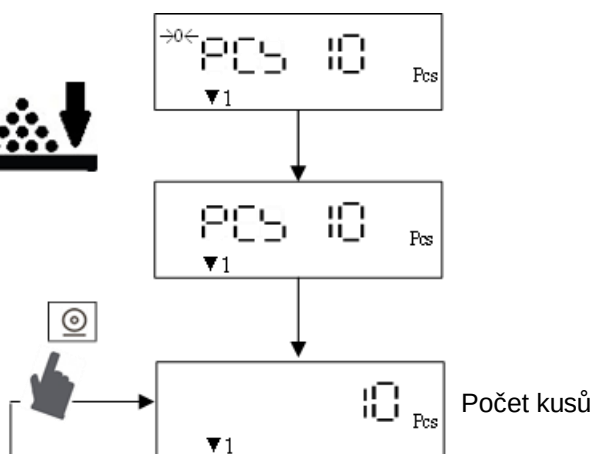 →0← PCS 10 Pcs
▼1
PCS 10 Pcs
▼1
10 Pcs Počet kusů
▼1